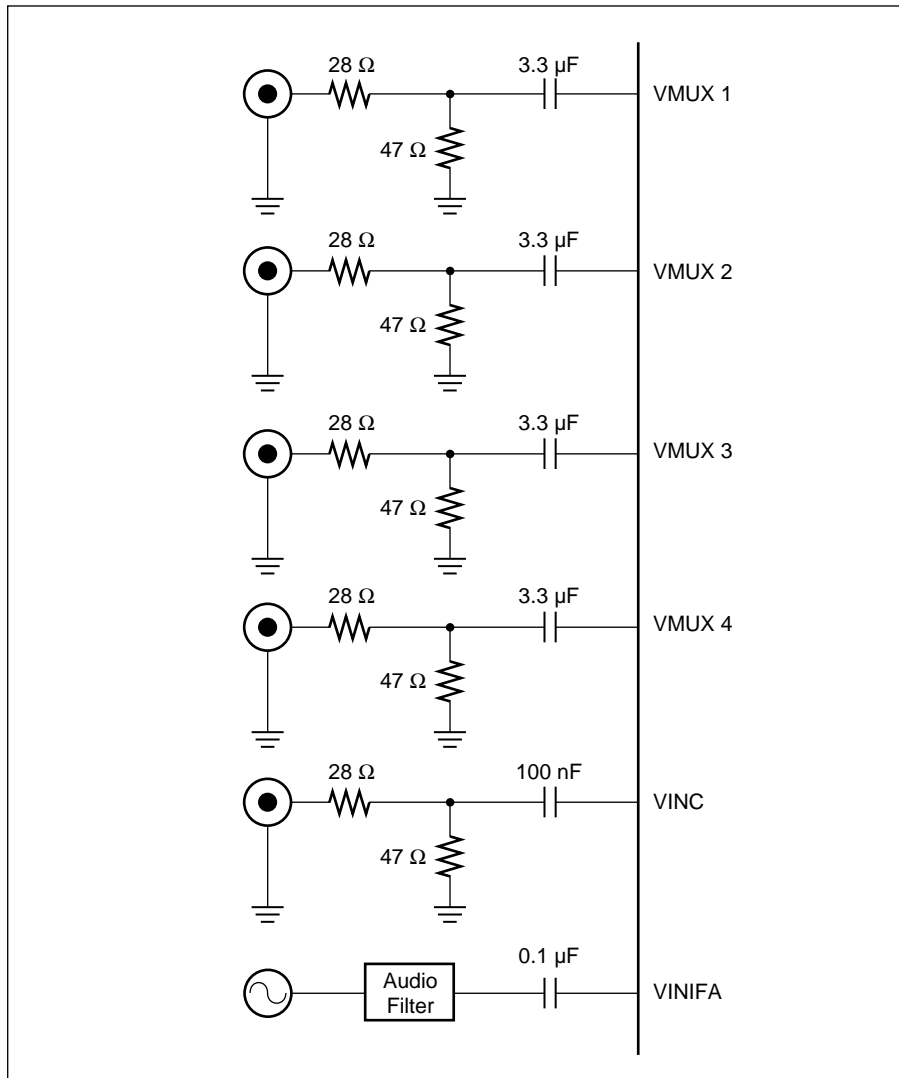 28 Ω
3.3 µF
VMUX 1
47 Ω
28 Ω
3.3 µF
VMUX 2
47 Ω
28 Ω
3.3 µF
VMUX 3
47 Ω
28 Ω
3.3 µF
VMUX 4
47 Ω
28 Ω
100 nF
VINC
47 Ω
0.1 µF
Audio
Filter
VINIFA